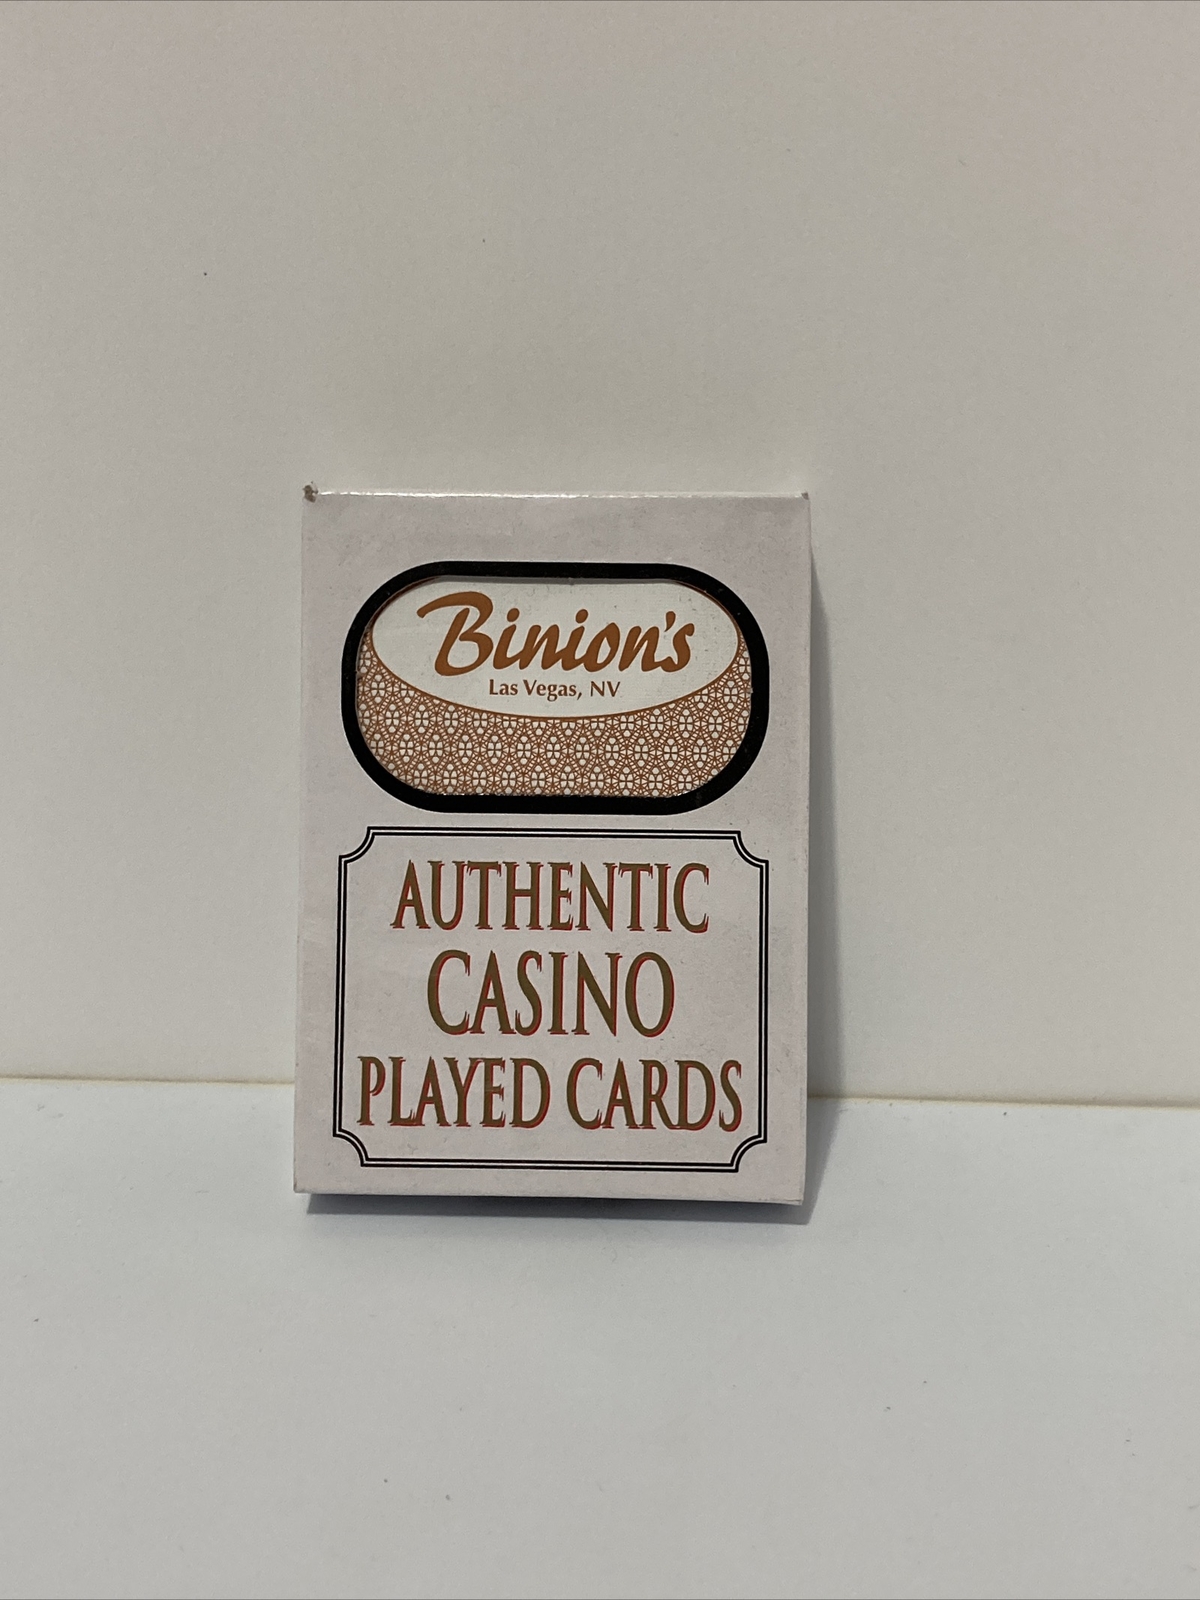 Binion's
Las Vegas, NV
AUTHENTIC
CASINO
PLAYED CARDS